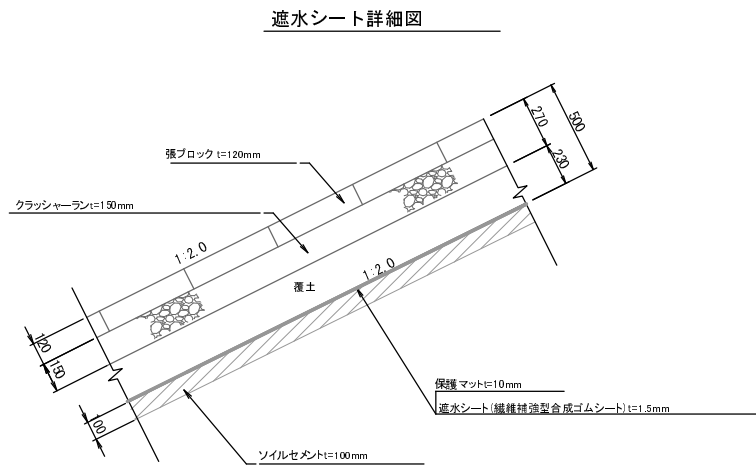 遮水シート詳細図
270
500
230
張ブロック t=120mm
クラッシャーランt=150mm
1:2.0
1:2.0
覆土
120
150
100
保護マットt=10mm
遮水シート(繊維補強型合成ゴムシート)t=1.5mm
ソイルセメントt=100mm